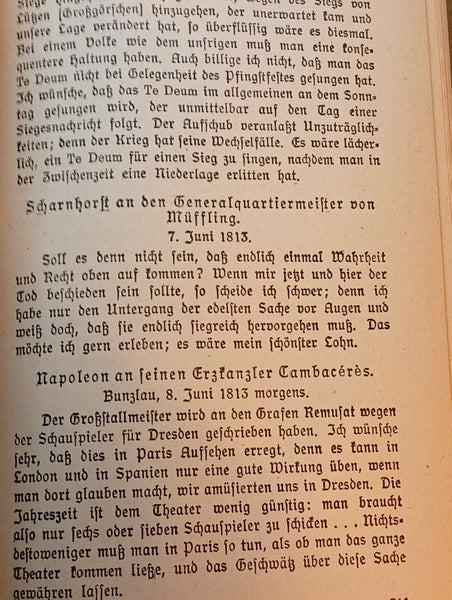 Siege hinzugehen, wegen des Siegs von
Lützen [Großgörschen] hinzugehen, der unerwartet kam und
unsere Lage verändert hat, so überflüssig wäre es diesmal.
Bei einem Volke wie dem unsrigen muß man eine konse-
quentere Haltung haben. Auch billige ich nicht, daß man das
Te Deum nicht bei Gelegenheit des Pfingstfestes gesungen hat.
Ich wünsche, daß das Te Deum im allgemeinen an dem Sonn-
tag gesungen wird, der unmittelbar auf den Tag einer
Siegesnachricht folgt. Der Aufschub veranlaßt Unzuträglich-
keiten; denn der Krieg hat seine Wechselfälle. Es wäre lächer-
lich, ein Te Deum für einen Sieg zu singen, nachdem man in
der Zwischenzeit eine Niederlage erlitten hat.
Scharnhorst an den Generalquartiermeister von
Müffling.
7. Juni 1813.
Soll es denn nicht sein, daß endlich einmal Wahrheit
und Recht oben auf kommen? Wenn mir jetzt und hier der
Tod beschieden sein sollte, so scheide ich schwer; denn ich
habe nur den Untergang der edelsten Sache vor Augen und
weiß doch, daß sie endlich siegreich hervorgehen muß. Das
möchte ich gern erleben; es wäre mein schönster Lohn.
Napoleon an seinen Erzkanzler Cambacérès.
Bunzlau, 8. Juni 1813 morgens.
Der Großstallmeister wird an den Grafen Remusat wegen
der Schauspieler für Dresden geschrieben haben. Ich wünsche
sehr, daß dies in Paris Aufsehen erregt, denn es kann in
London und in Spanien nur eine gute Wirkung üben, wenn
man dort glauben macht, wir amüsierten uns in Dresden. Die
Jahreszeit ist dem Theater wenig günstig: man braucht
also nur sechs oder sieben Schauspieler zu schicken . . . Nichts-
destoweniger muß man in Paris so tun, als ob man das ganze
Theater kommen ließe, und das Geschwätz über diese Sache
gewähren lassen.